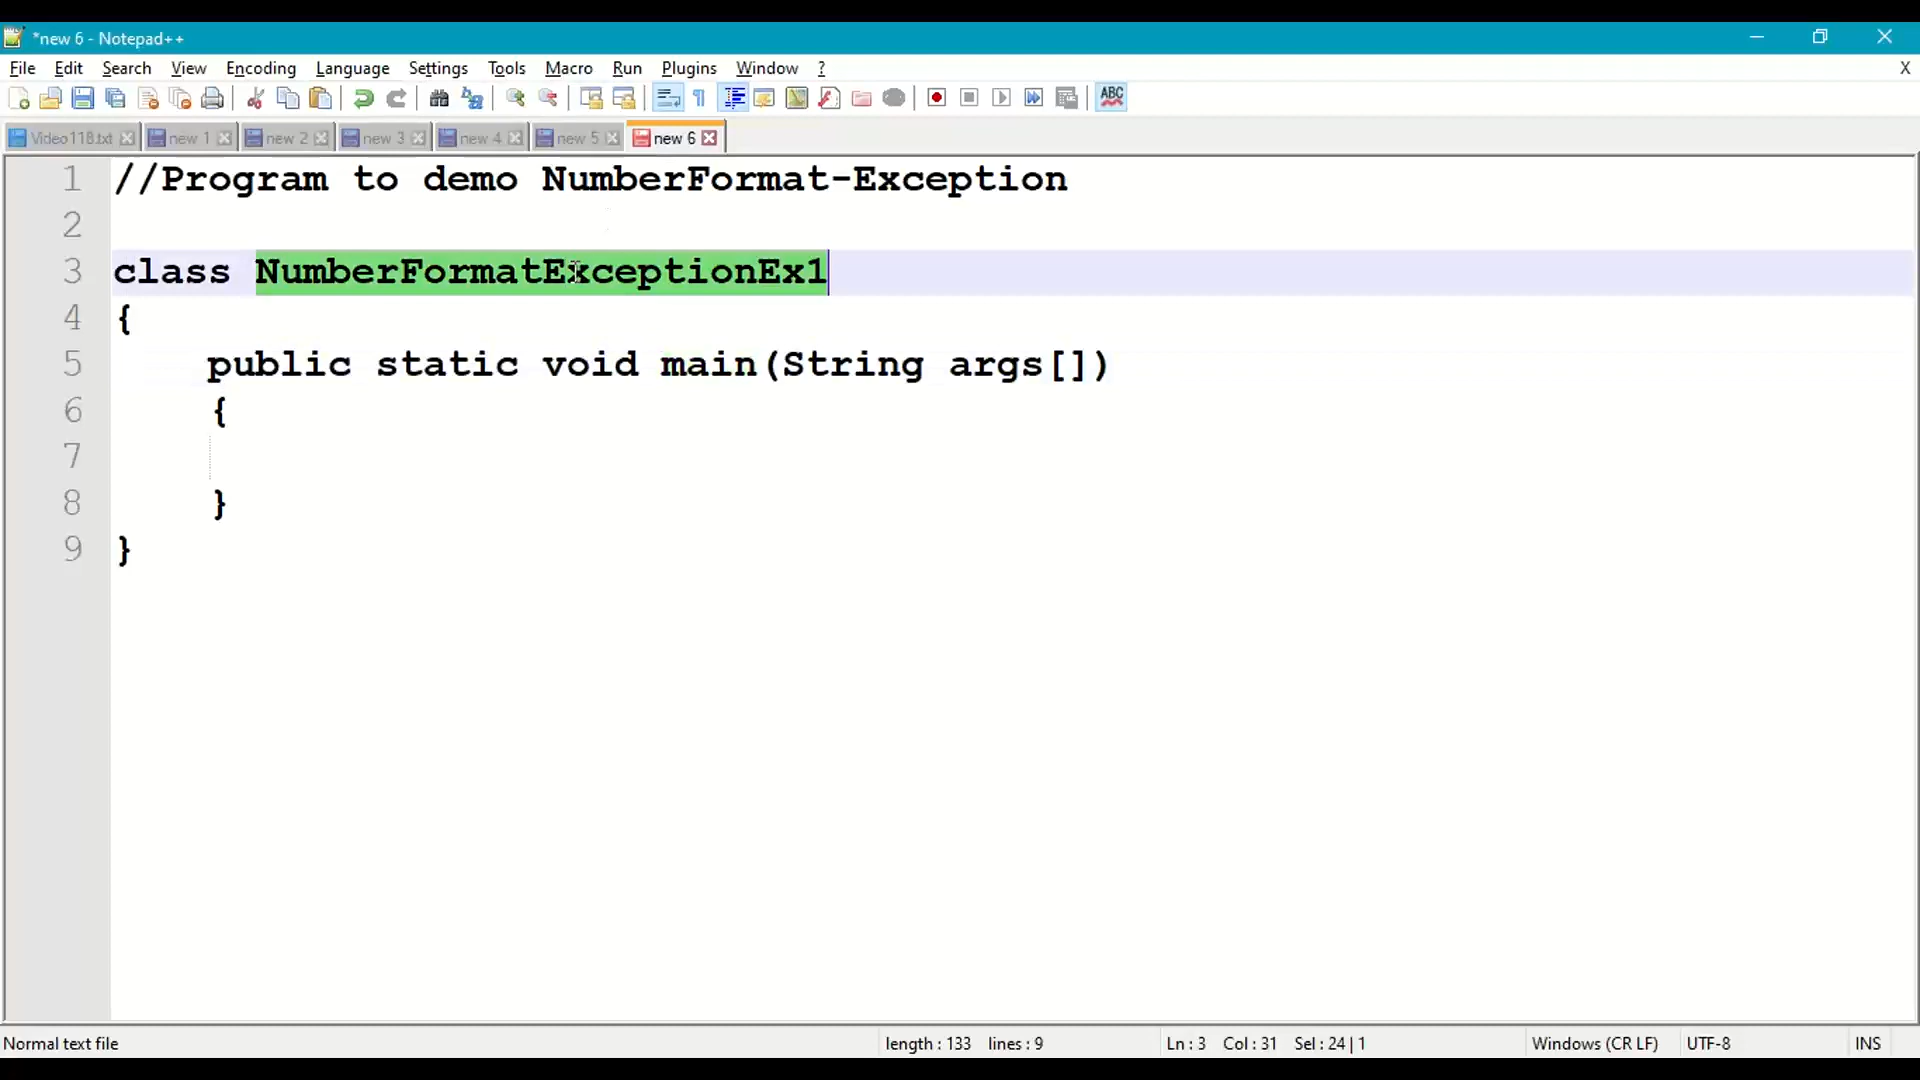 *new 6 - Notepad++
File Edit Search View Encoding Language Settings Tools Macro Run Plugins Window ? X
ABC
Video118.txt new 1 new 2 new 3 new 4 new 5 new 6
1 //Program to demo NumberFormat-Exception
2
3 class NumberFormatExceptionEx1
4 {
5 public static void main(String args[])
6 {
7
8 }
9 }
Normal text file length : 133 lines : 9 Ln : 3 Col : 31 Sel : 24 | 1 Windows (CR LF) UTF-8 INS